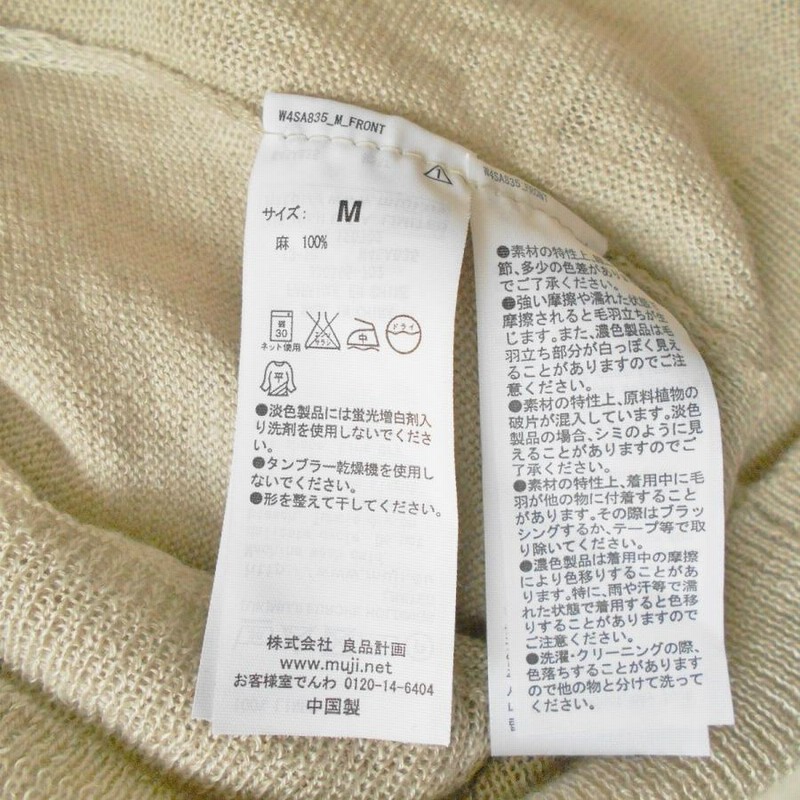 W4SA835_M_FRONT
サイズ: M
麻 100%
弱
30
ネット使用
エンソ
サラシ
中
ドライ
平
●淡色製品には蛍光増白剤入
り洗剤を使用しないでくださ
い。
●タンブラー乾燥機を使用し
ないでください。
●形を整えて干してください。
株式会社 良品計画
www.muji.net
お客様室でんわ 0120-14-6404
中国製
1
W4SA835_FRONT
●素材の特性上、
節、多少の色差があり
でご了承ください。
●強い摩擦や濡れた状態で
摩擦されると毛羽立ちが生
じます。また、濃色製品は毛
羽立ち部分が白っぽく見え
ることがありますのでご注
意ください。
●素材の特性上、原料植物の
破片が混入しています。淡色
製品の場合、シミのように見
えることがありますのでご
了承ください。
●素材の特性上、着用中に毛
羽が他の物に付着すること
があります。その際はブラッ
シングするか、テープ等で取
り除いてください。
●濃色製品は着用中の摩擦
により色移りすることがあ
ります。特に、雨や汗等で濡
れた状態で着用すると色移
りすることがありますので
ご注意ください。
●洗濯・クリーニングの際、
色落ちすることがあります
ので他の物と分けて洗って
ください。